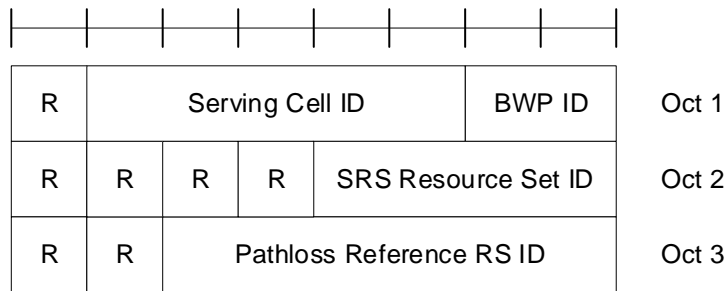 R Serving Cell ID BWP ID Oct 1
R R R R SRS Resource Set ID Oct 2
R R Pathloss Reference RS ID Oct 3